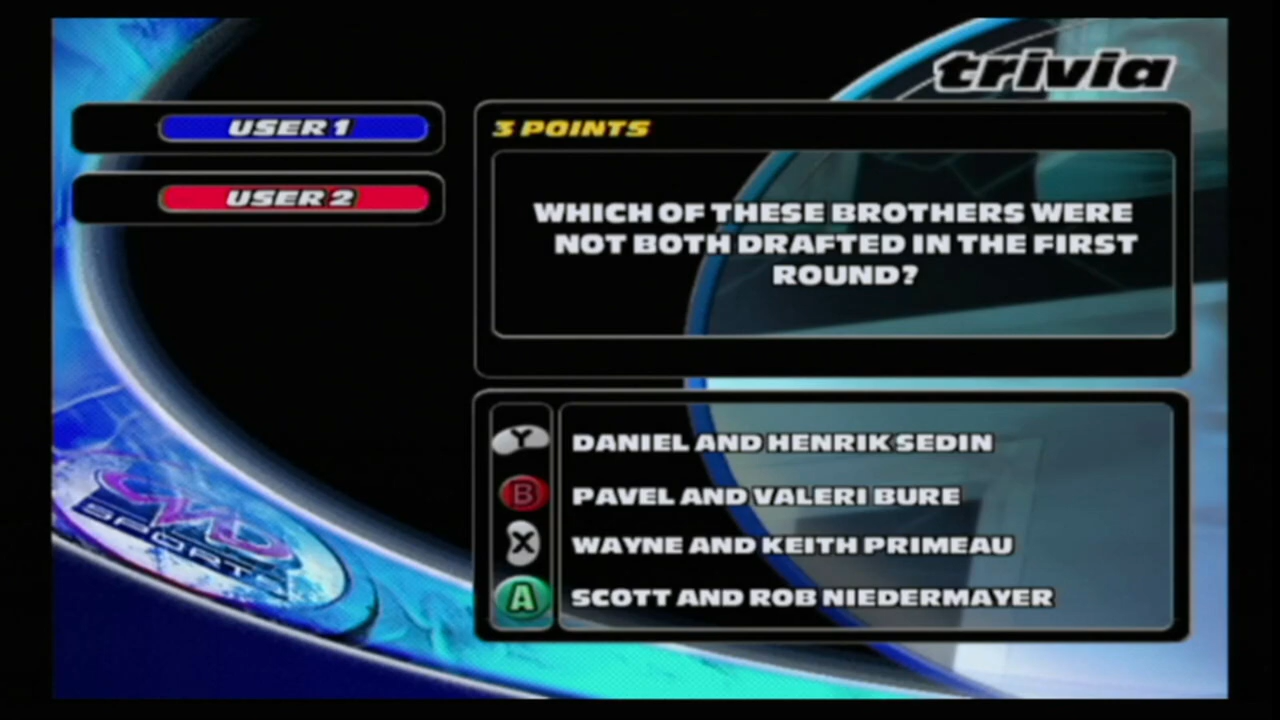 trivia
USER 1
USER 2
3 POINTS
WHICH OF THESE BROTHERS WERE
NOT BOTH DRAFTED IN THE FIRST
ROUND?
Y DANIEL AND HENRIK SEDIN
B PAVEL AND VALERI BURE
X WAYNE AND KEITH PRIMEAU
A SCOTT AND ROB NIEDERMAYER
SPORTS